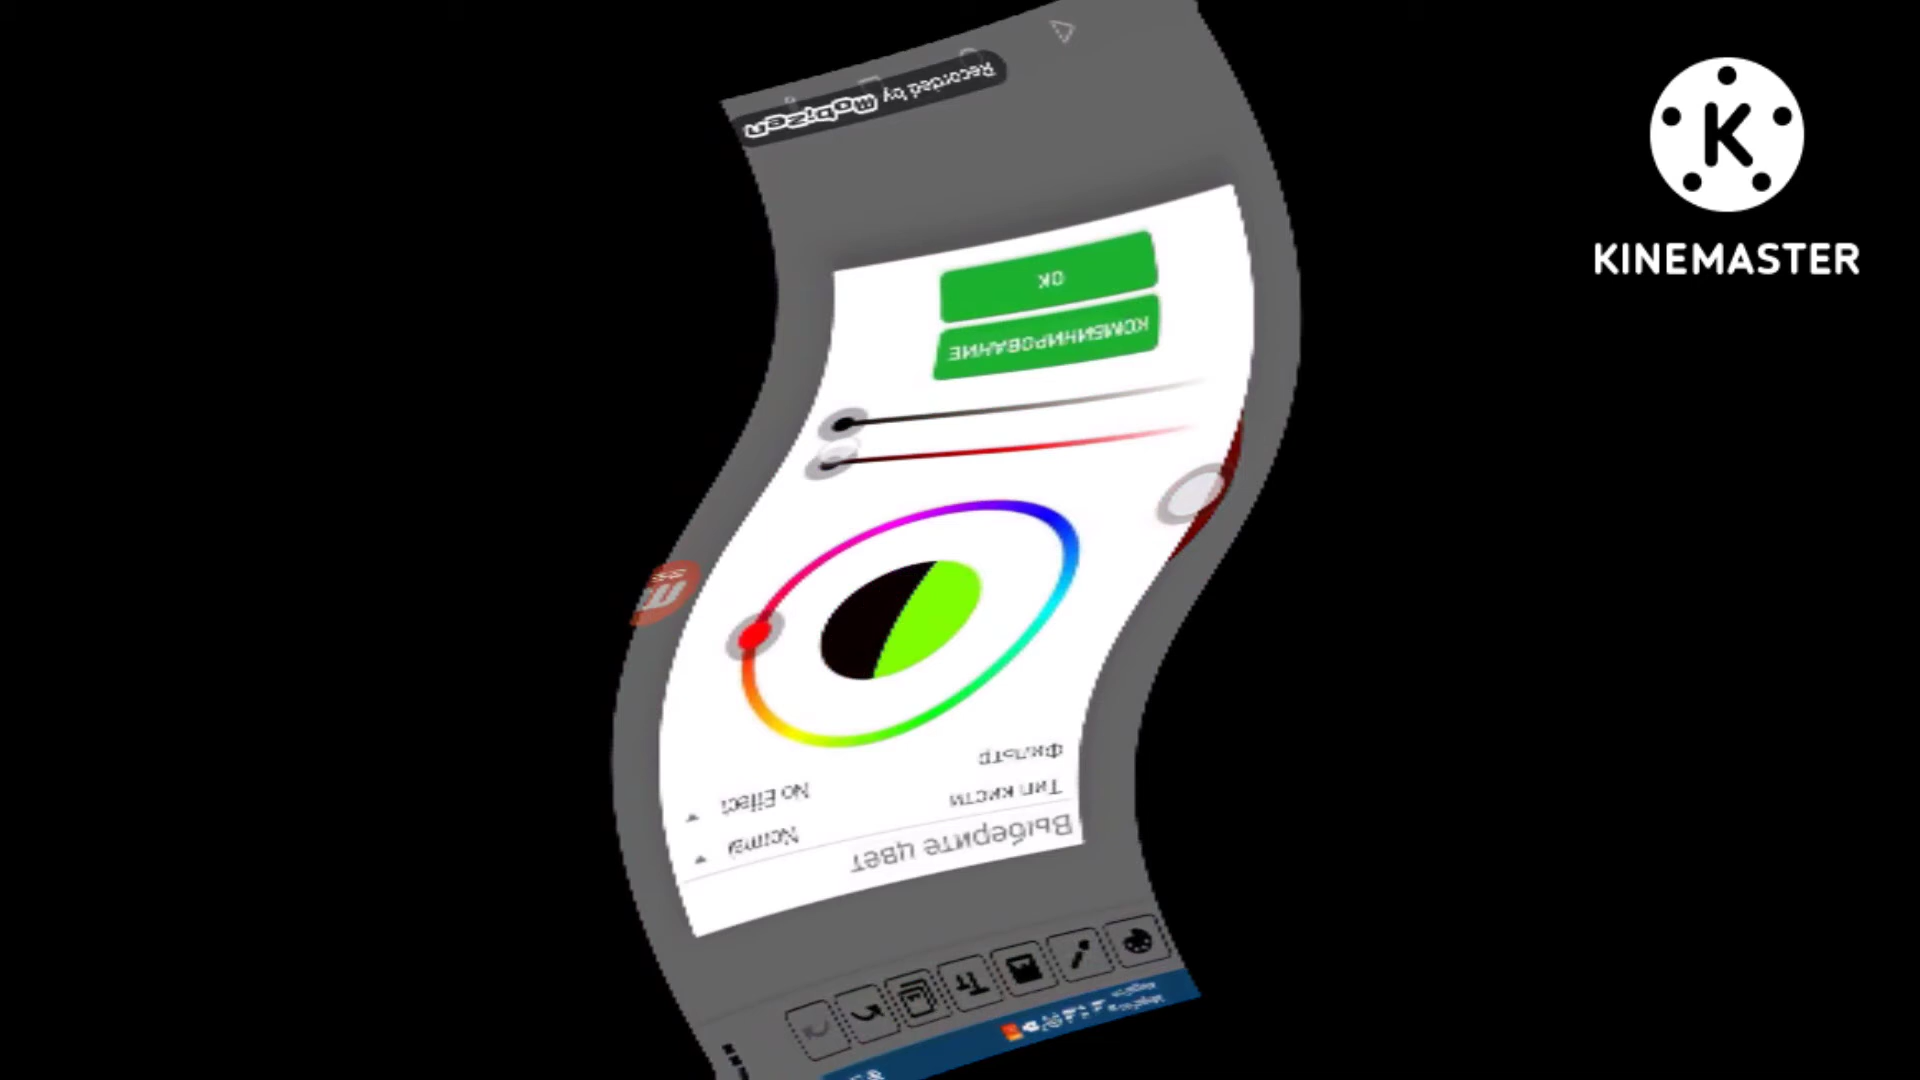 K
KINEMASTER
Выберите цвет
Тип кисти Normal
Фильтр No Effect
КОМБИНИРОВАНИЕ
OK
Recorded by mobizen